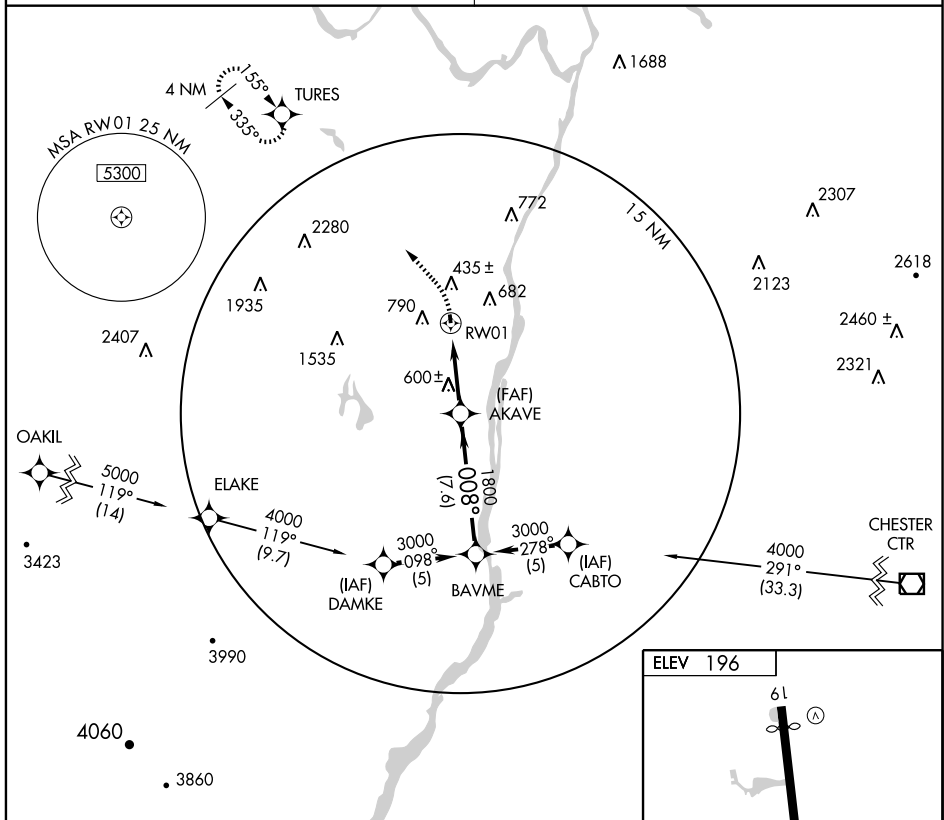 1688
155°
4 NM
TURES
335°
MSA RW01 25 NM
5300
772
15 NM
2307
2280
435±
2618
1935
682
2123
790
RW01
2460 ±
2407
1535
2321
600±
(FAF)
AKAVE
OAKIL
5000
119°
(14)
ELAKE
1800
008°
(7.6)
4000
119°
(9.7)
CHESTER
CTR
3000
098°
(5)
3000
278°
(5)
4000
291°
(33.3)
3423
(IAF)
DAMKE
BAVME
(IAF)
CABTO
3990
ELEV 196
19
V
4060
3860